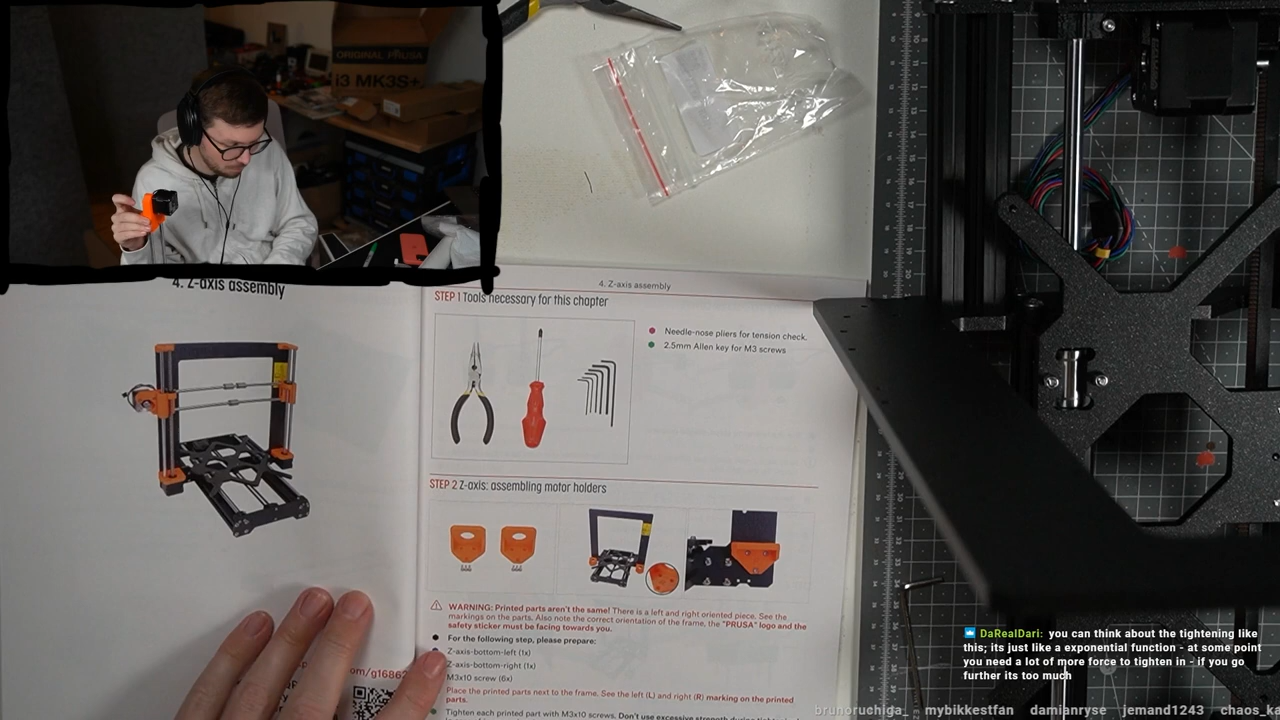 ORIGINAL PRUSA
i3 MK3S+
4. Z-axis assembly
4. Z-axis assembly
STEP 1 Tools necessary for this chapter
Needle-nose pliers for tension check.
2.5mm Allen key for M3 screws
STEP 2 Z-axis: assembling motor holders
WARNING: Printed parts aren't the same! There is a left and right oriented piece. See the
markings on the parts. Also note the correct orientation of the frame, the "PRUSA" logo and the
safety sticker must be facing towards you.
For the following step, please prepare:
Z-axis-bottom-left (1x)
Z-axis-bottom-right (1x)
M3x10 screw (6x)
Place the printed parts next to the frame. See the left (L) and right (R) marking on the printed
parts.
Tighten each printed part with M3x10 screws. Don't use excessive strength during
DaRealDari: you can think about the tightening like
this; its just like a exponential function - at some point
you need a lot of more force to tighten in - if you go
further its too much
brunoruchiga_ mybikkestfan damianryse jemand1243 chaos_ka